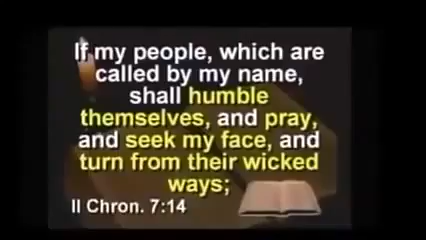 If my people, which are
called by my name,
shall humble
themselves, and pray,
and seek my face, and
turn from their wicked
ways;
II Chron. 7:14